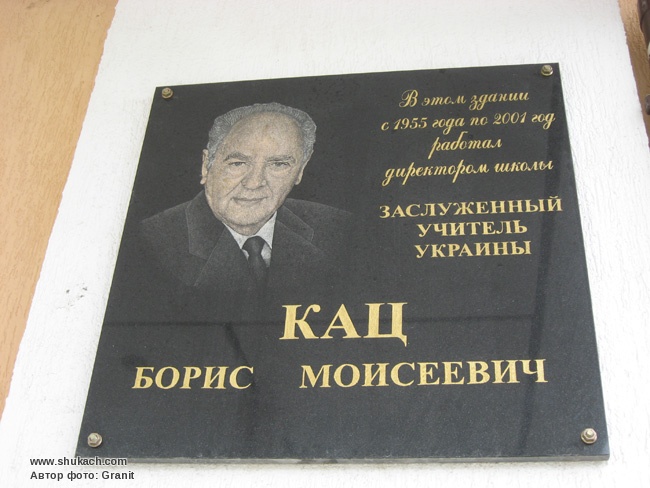 В этом здании
с 1955 года по 2001 год
работал
директором школы
ЗАСЛУЖЕННЫЙ
УЧИТЕЛЬ
УКРАИНЫ
КАЦ
БОРИС МОИСЕЕВИЧ
www.shukach.com
Автор фото: Granit